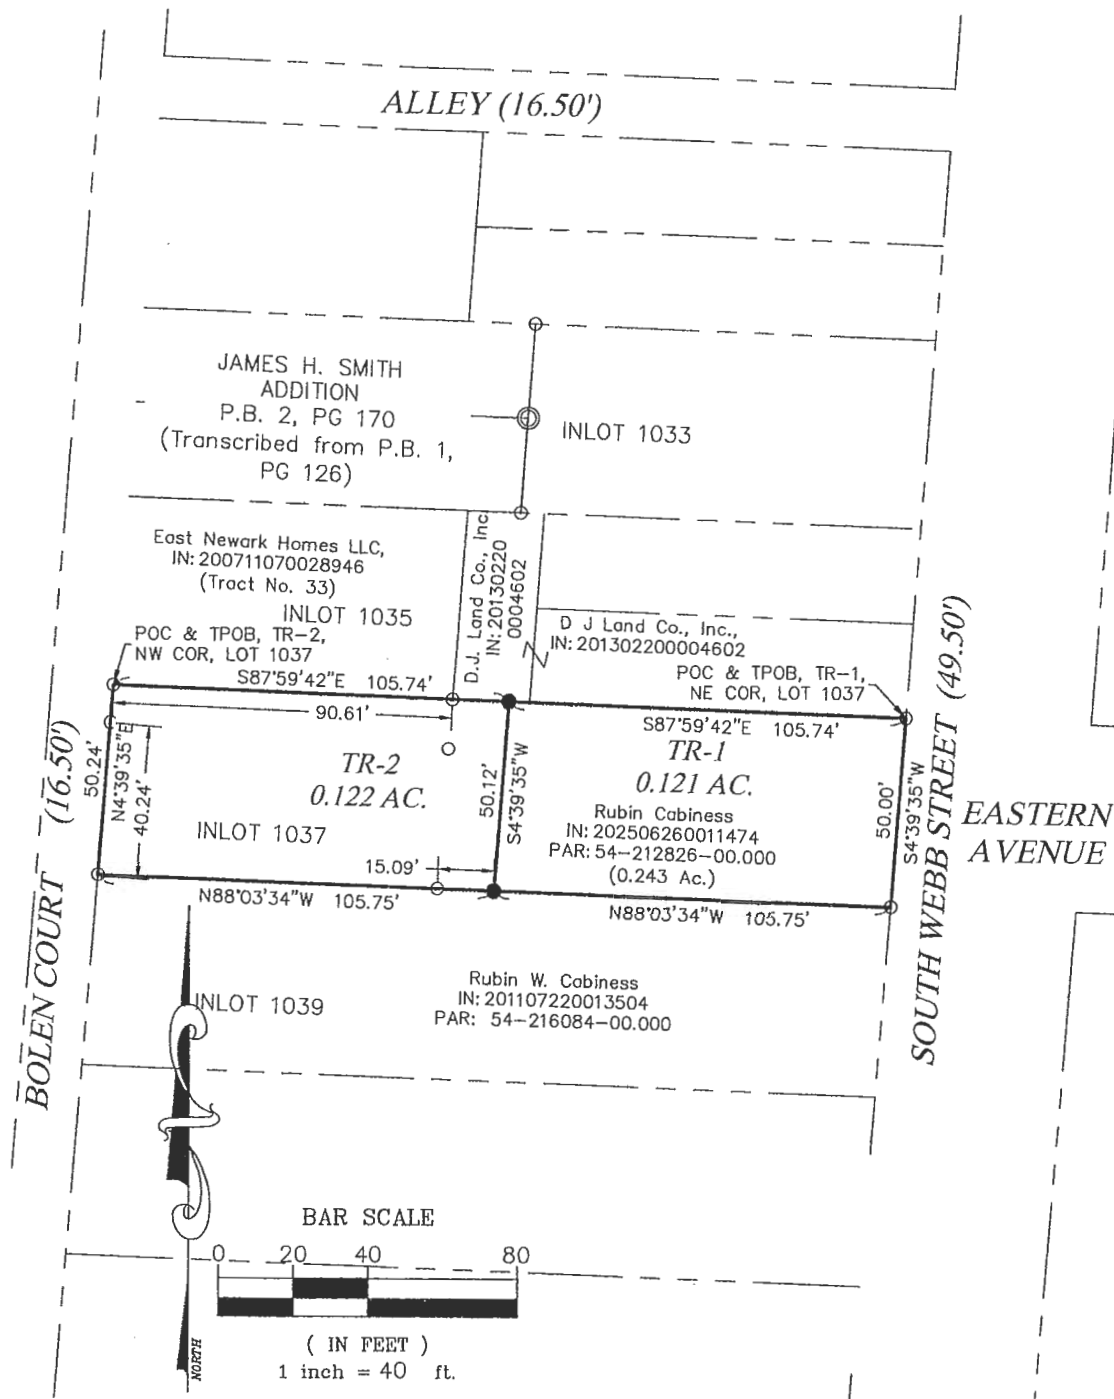 ALLEY (16.50')
JAMES H. SMITH
ADDITION
P.B. 2, PG 170
(Transcribed from P.B. 1,
PG 126)
INLOT 1033
East Newark Homes LLC,
IN: 200711070028946
(Tract No. 33)
INLOT 1035
D.J. Land Co., Inc.
IN: 20130220
0004602
D J Land Co., Inc.,
IN: 201302200004602
POC & TPOB, TR-2,
NW COR, LOT 1037
POC & TPOB, TR-1,
NE COR, LOT 1037
S87°59'42"E 105.74'
90.61'
S87°59'42"E 105.74'
50.24'
N4°39'35"E
40.24'
TR-2
0.122 AC.
INLOT 1037
15.09'
50.12'
S4°39'35"W
TR-1
0.121 AC.
Rubin Cabiness
IN: 202506260011474
PAR: 54-212826-00.000
(0.243 Ac.)
50.00'
S4°39'35"W
N88°03'34"W 105.75'
N88°03'34"W 105.75'
BOLEN COURT (16.50')
SOUTH WEBB STREET (49.50')
EASTERN
AVENUE
INLOT 1039
Rubin W. Cabiness
IN: 201107220013504
PAR: 54-216084-00.000
NORTH
BAR SCALE
0 20 40 80
( IN FEET )
1 inch = 40 ft.